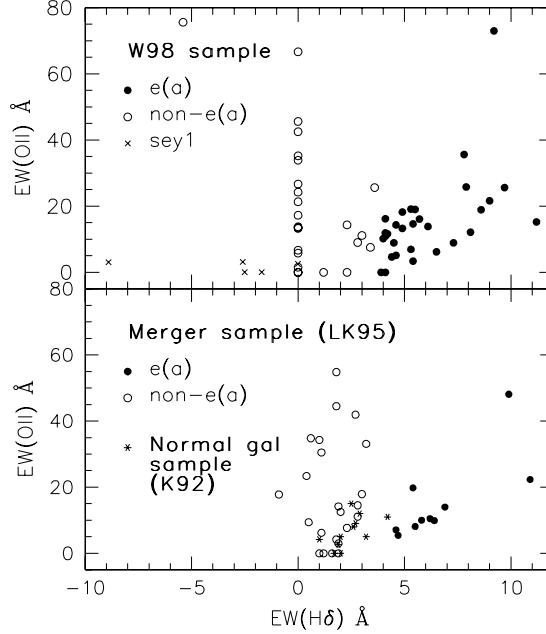 80
W98 sample
e(a)
60
non-e(a)
sey1
EW(OII) Å
40
20
0
80
Merger sample (LK95)
e(a)
60
non-e(a)
EW(OII) Å
Normal gal
40
sample
(K92)
20
0
−10 −5 0 5 10
EW(Hδ) Å